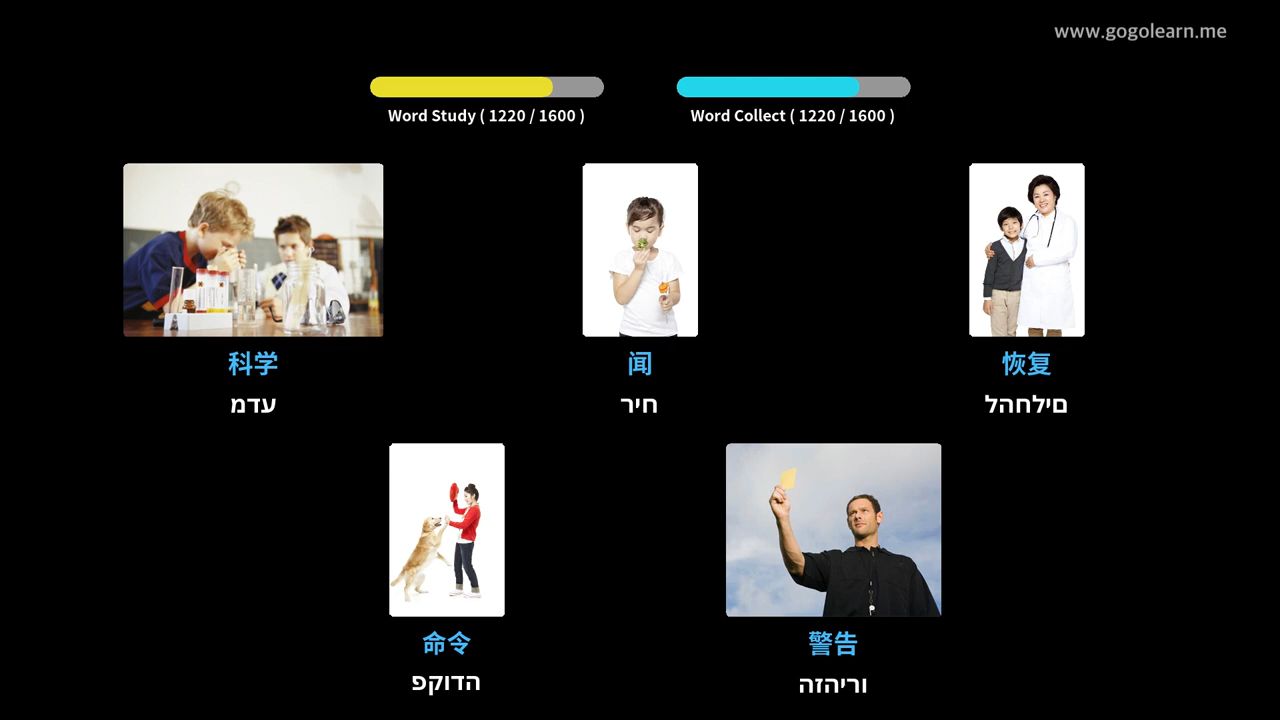 www.gogolearn.me
Word Study ( 1220 / 1600 )
Word Collect ( 1220 / 1600 )
科学
עדמ
闻
חיר
恢复
םילחהל
命令
הדוקפ
警告
וריהזה